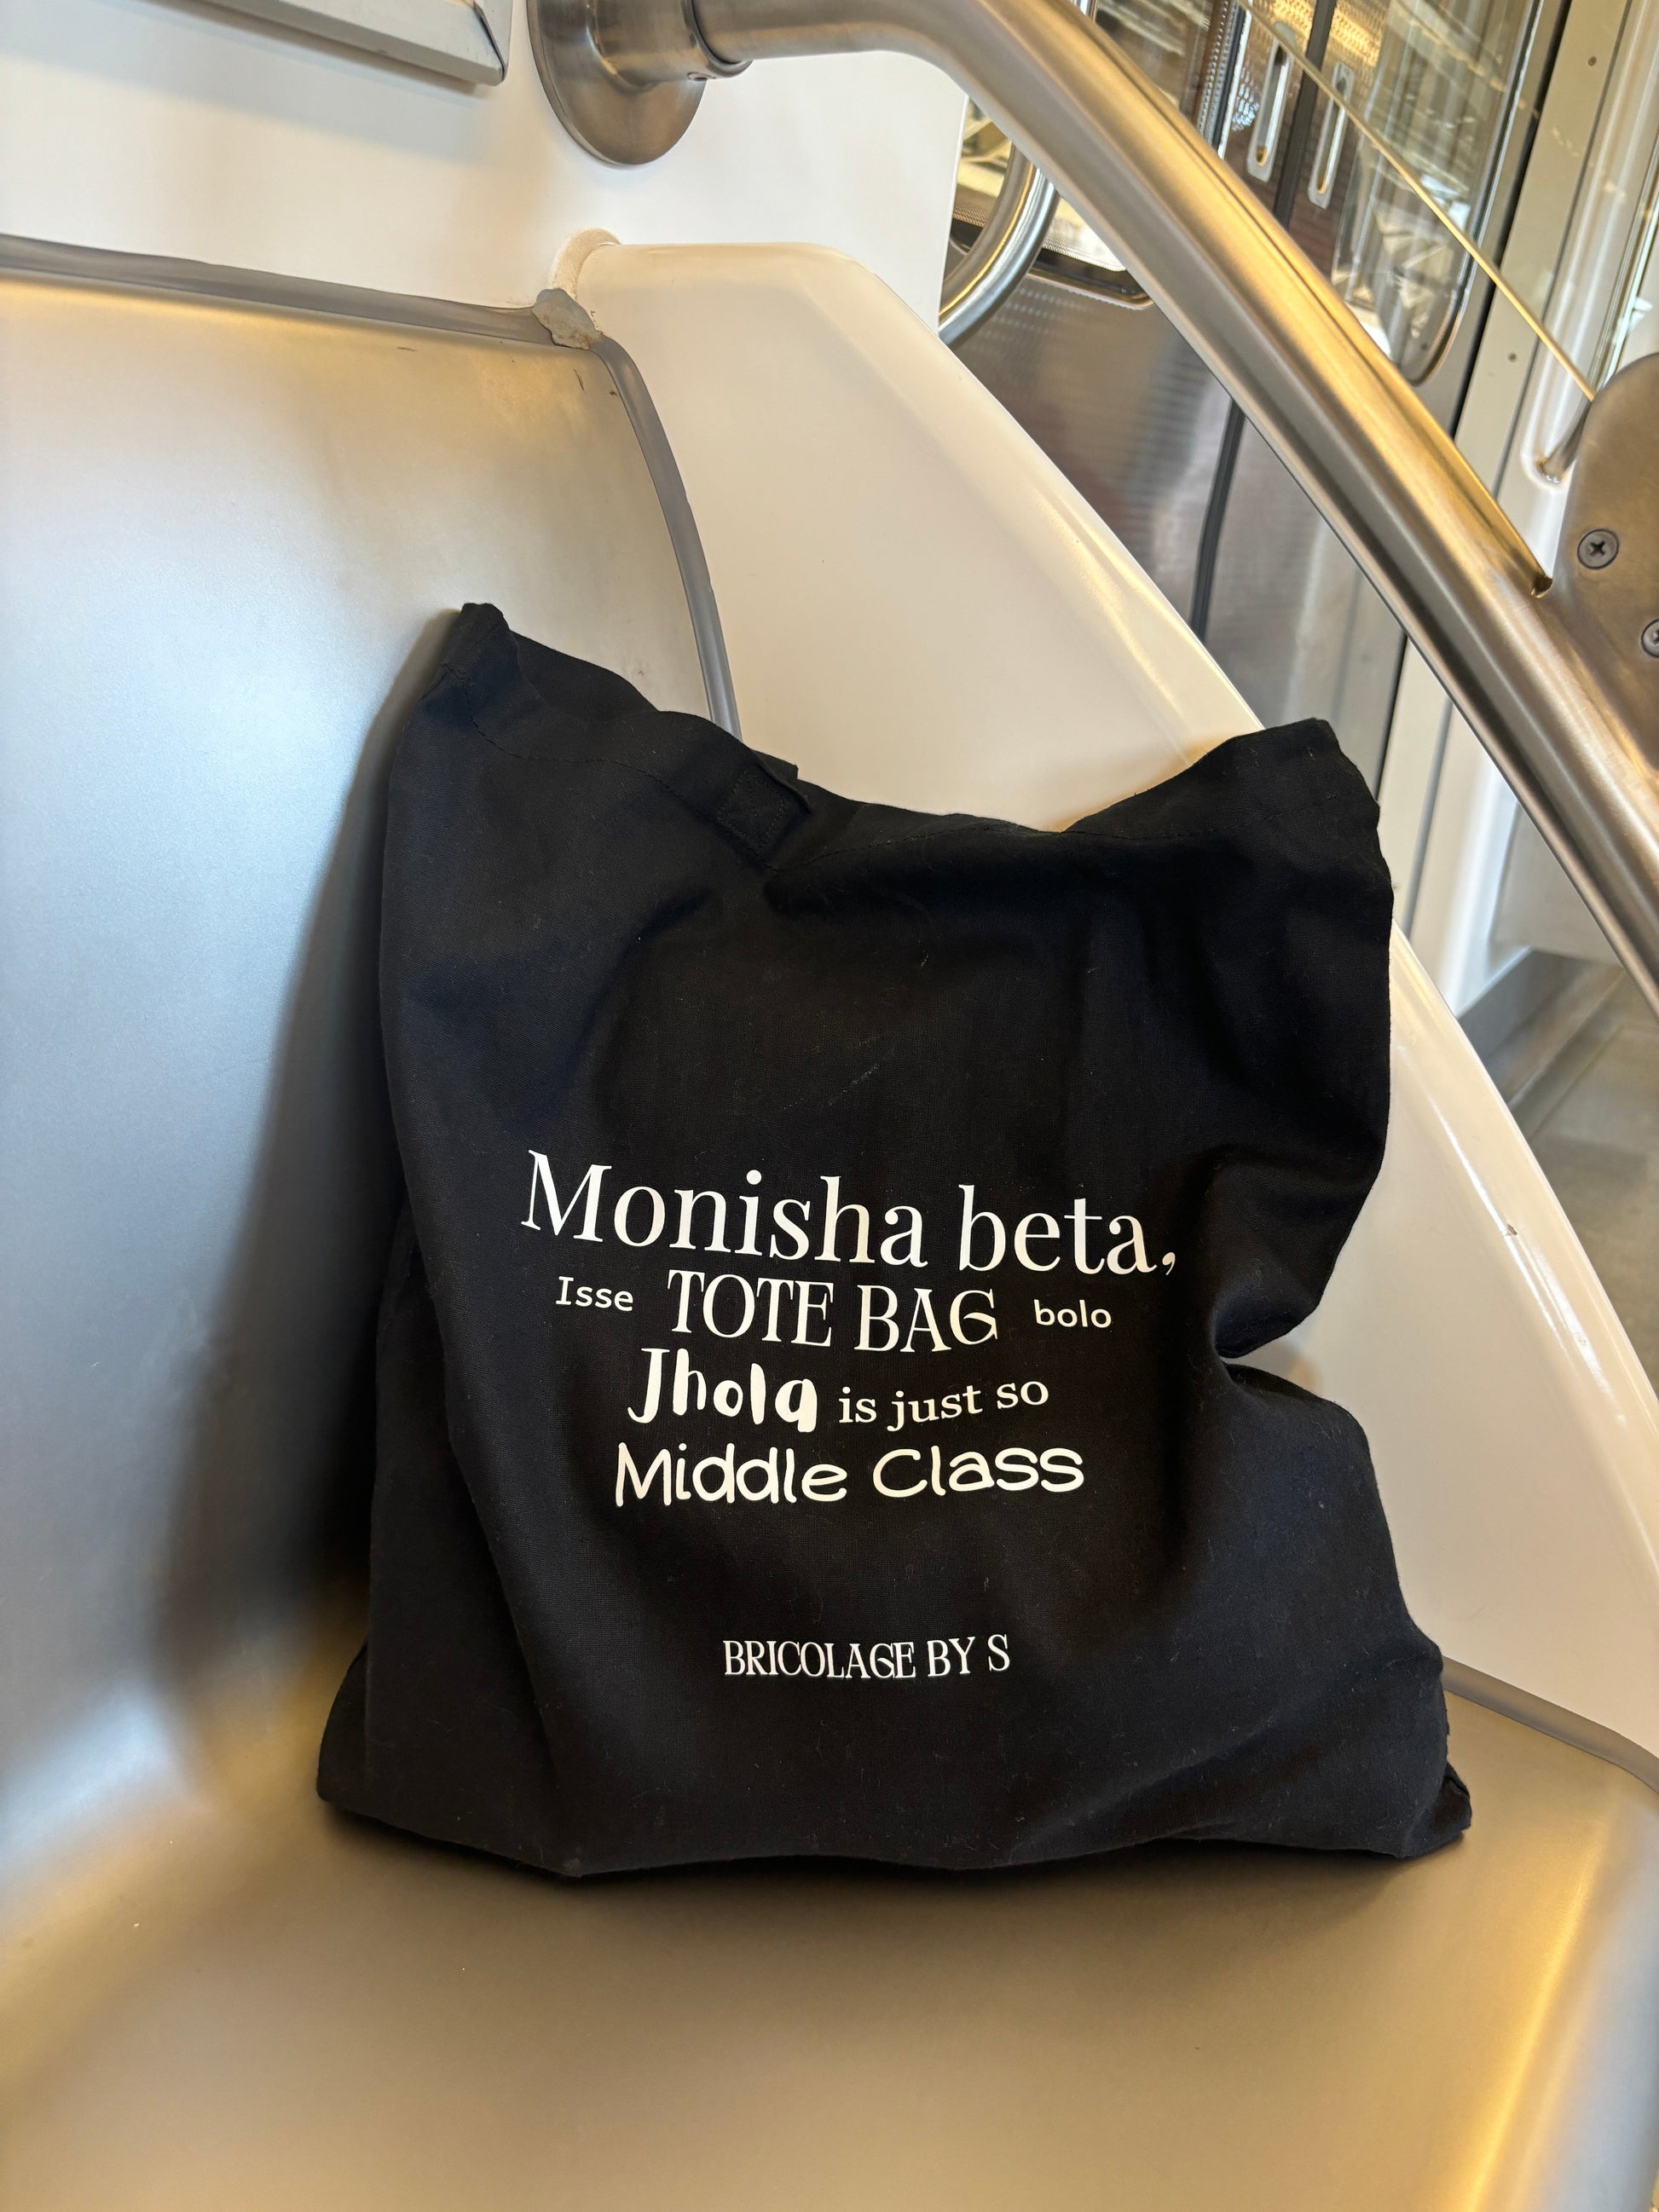 Monisha beta,
Isse TOTE BAG bolo
Jhola is just so
Middle Class
BRICOLAGE BY S